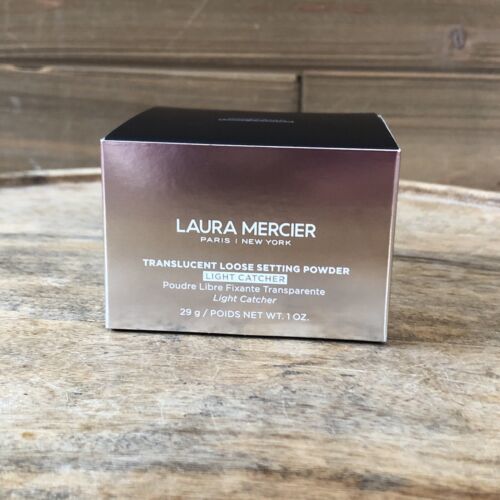 LAURA MERCIER
PARIS | NEW YORK
TRANSLUCENT LOOSE SETTING POWDER
LIGHT CATCHER
Poudre Libre Fixante Transparente
Light Catcher
29 g / POIDS NET WT. 1 OZ.